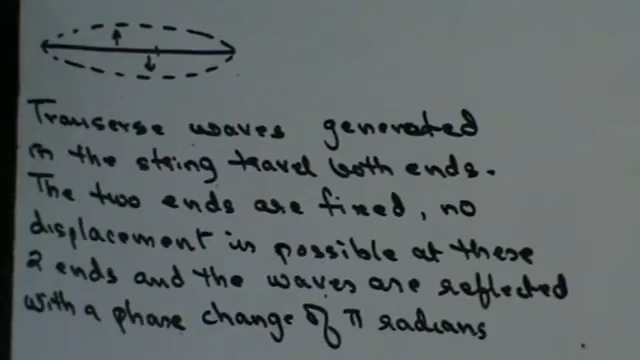 Transerse waves generated
in the string travel both ends.
The two ends are fixed, no
displacement is possible at these
2 ends and the waves are reflected
with a phase change of π radians